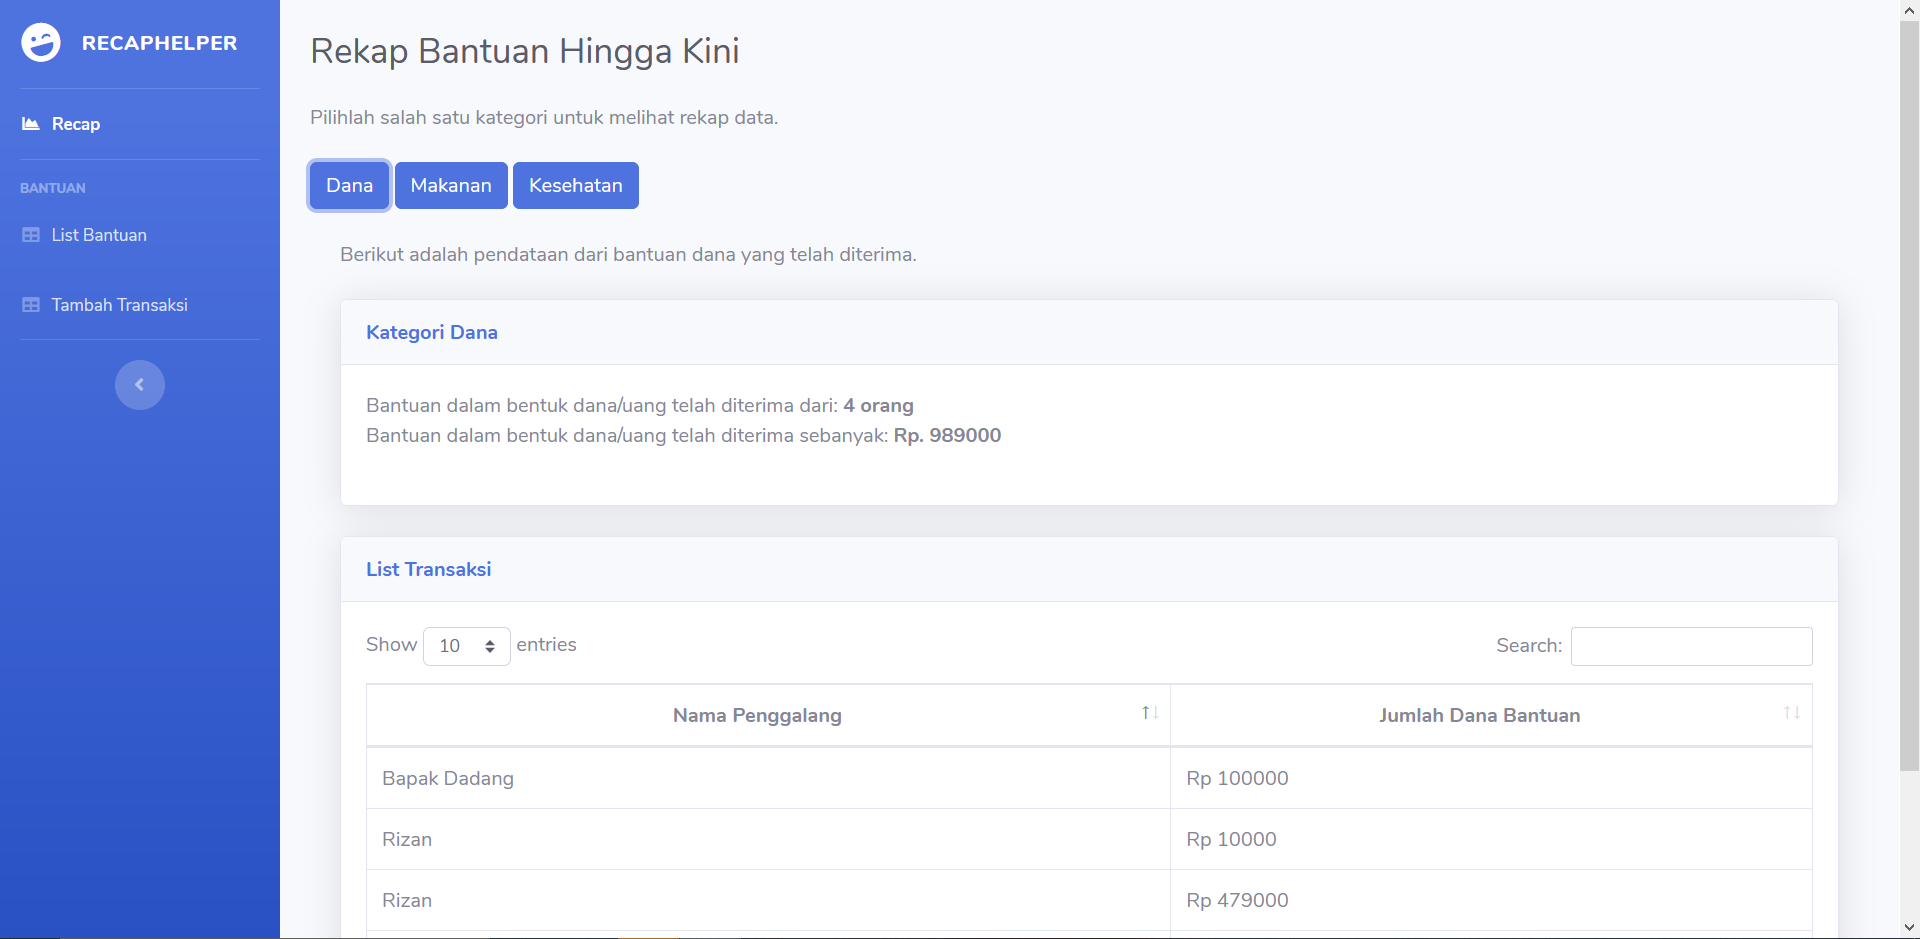 RECAPHELPER
Recap
BANTUAN
List Bantuan
Tambah Transaksi
Rekap Bantuan Hingga Kini
Pilihlah salah satu kategori untuk melihat rekap data.
Dana Makanan Kesehatan
Berikut adalah pendataan dari bantuan dana yang telah diterima.
Kategori Dana
Bantuan dalam bentuk dana/uang telah diterima dari: 4 orang
Bantuan dalam bentuk dana/uang telah diterima sebanyak: Rp. 989000
List Transaksi
Show 10 entries Search:
Nama Penggalang Jumlah Dana Bantuan
Bapak Dadang Rp 100000
Rizan Rp 10000
Rizan Rp 479000